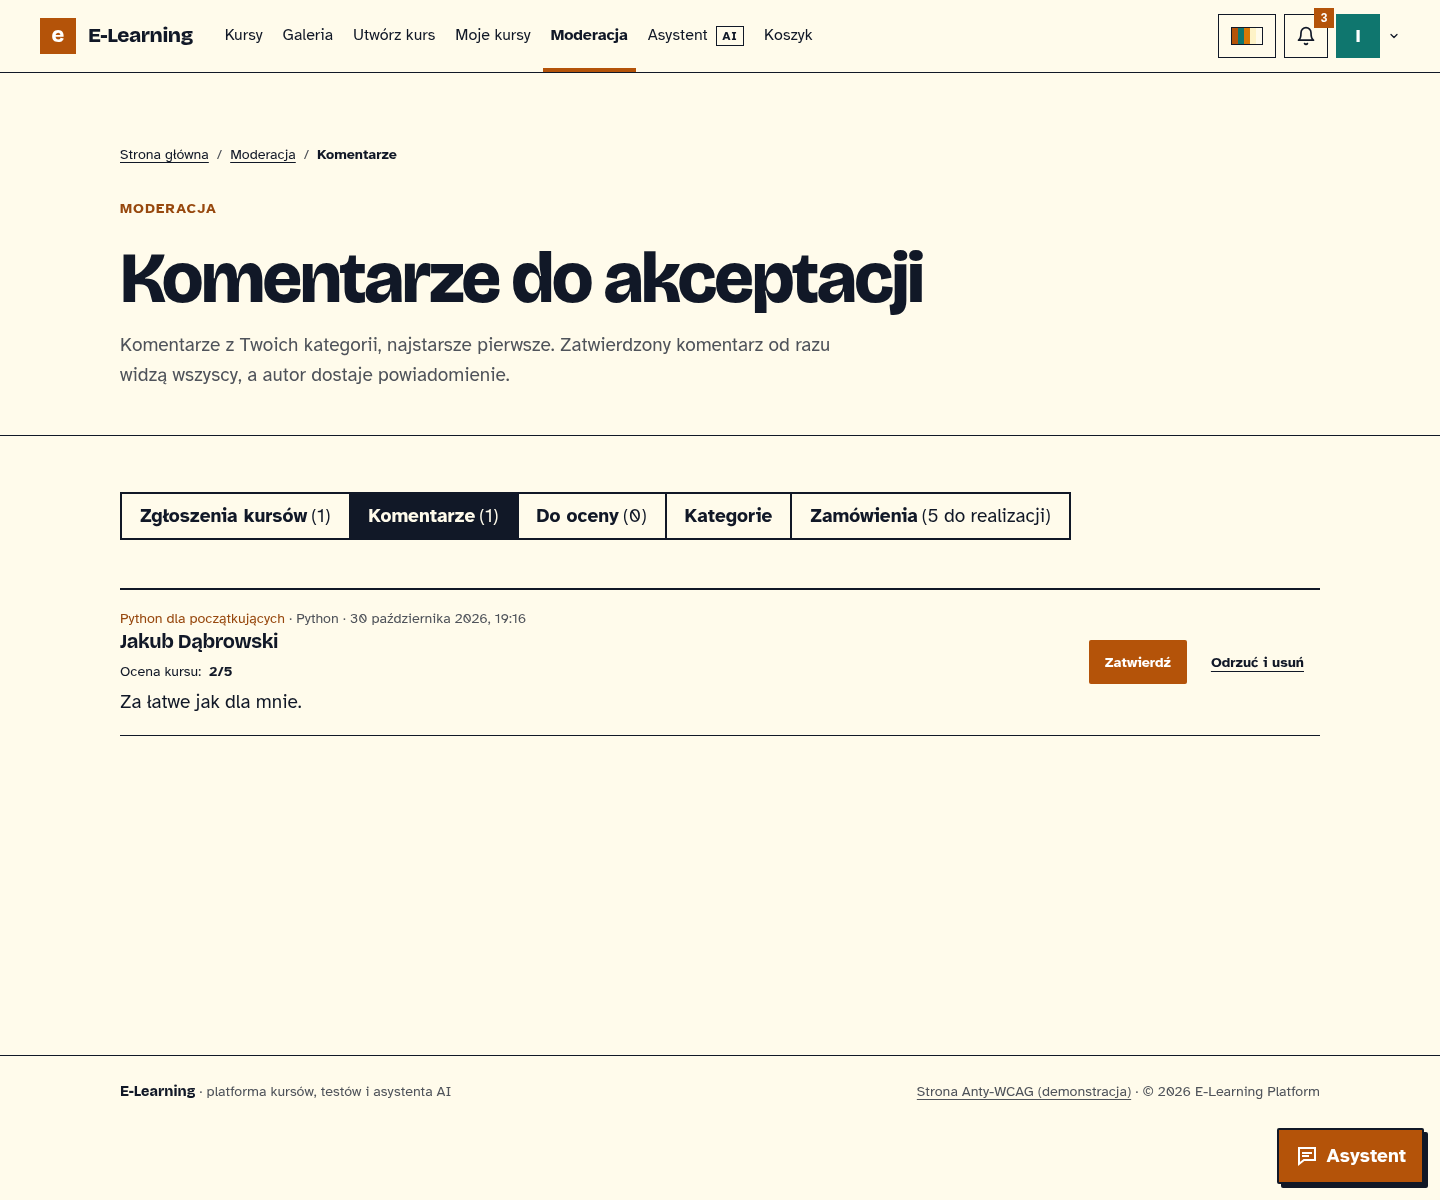 e E-Learning Kursy Galeria Utwórz kurs Moje kursy Moderacja Asystent AI Koszyk 3 I
Strona główna / Moderacja / Komentarze
MODERACJA
Komentarze do akceptacji
Komentarze z Twoich kategorii, najstarsze pierwsze. Zatwierdzony komentarz od razu
widzą wszyscy, a autor dostaje powiadomienie.
Zgłoszenia kursów (1) Komentarze (1) Do oceny (0) Kategorie Zamówienia (5 do realizacji)
Python dla początkujących · Python · 30 października 2026, 19:16
Jakub Dąbrowski
Ocena kursu: 2/5
Za łatwe jak dla mnie.
Zatwierdź Odrzuć i usuń
E-Learning · platforma kursów, testów i asystenta AI
Strona Anty-WCAG (demonstracja) · © 2026 E-Learning Platform
Asystent